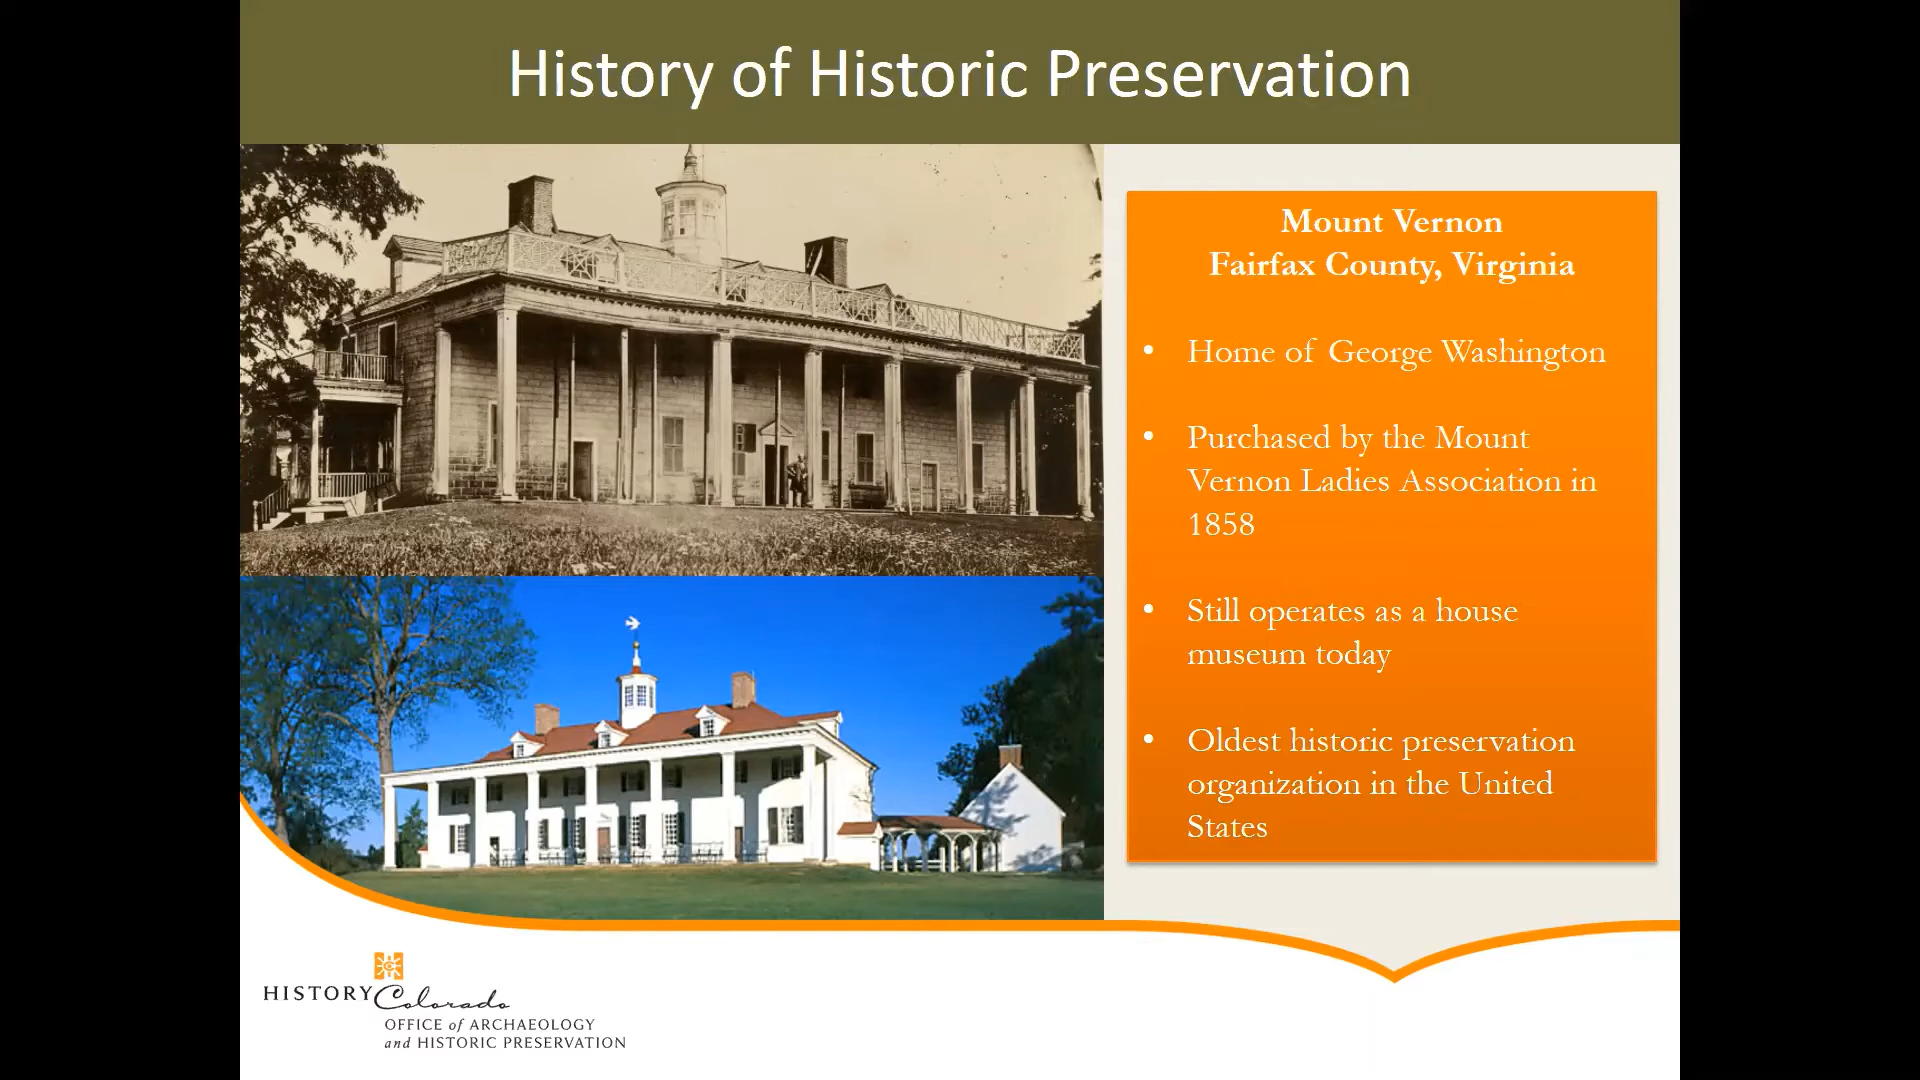 History of Historic Preservation
Mount Vernon
Fairfax County, Virginia
• Home of George Washington
• Purchased by the Mount
Vernon Ladies Association in
1858
• Still operates as a house
museum today
• Oldest historic preservation
organization in the United
States
HISTORY Colorado
OFFICE of ARCHAEOLOGY
and HISTORIC PRESERVATION